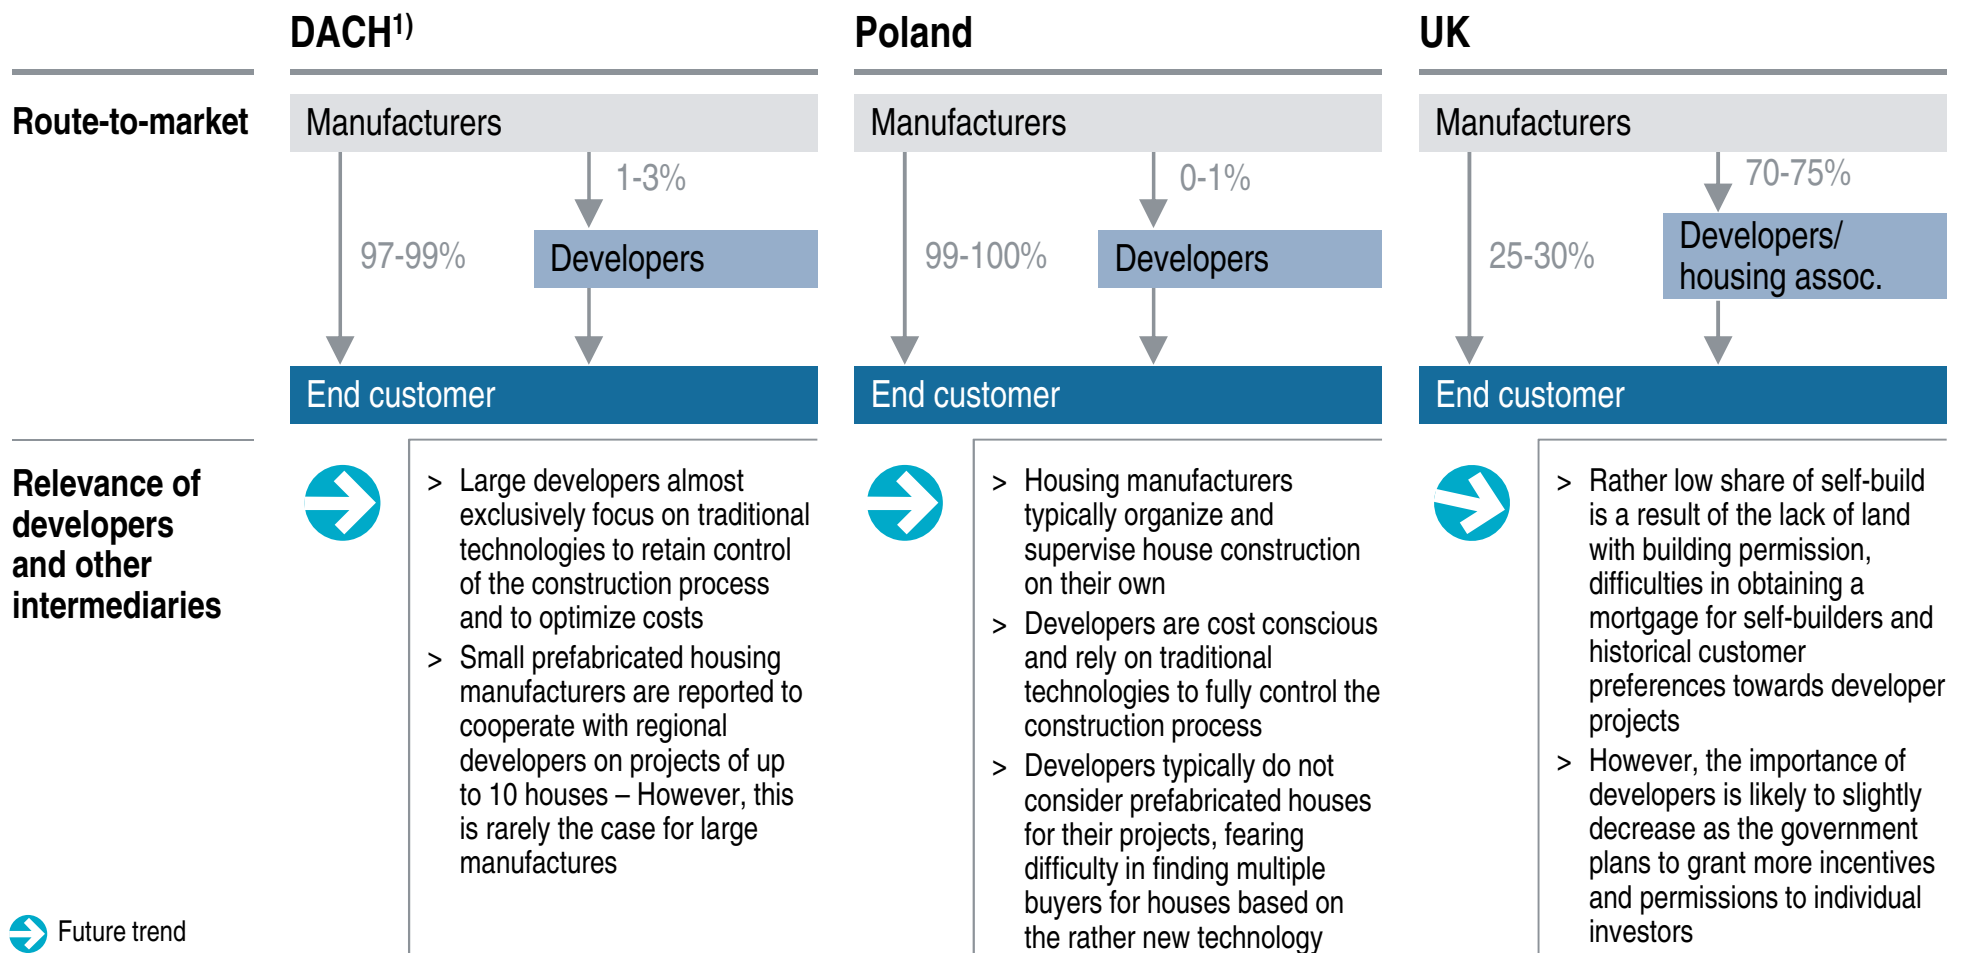 DACH1)
Poland
UK
Route-to-market
Manufacturers
1-3%
97-99%
Developers
End customer
Manufacturers
0-1%
99-100%
Developers
End customer
Manufacturers
70-75%
25-30%
Developers/
housing assoc.
End customer
Relevance of
developers
and other
intermediaries
> Large developers almost
exclusively focus on traditional
technologies to retain control
of the construction process
and to optimize costs
> Small prefabricated housing
manufacturers are reported to
cooperate with regional
developers on projects of up
to 10 houses – However, this
is rarely the case for large
manufactures
> Housing manufacturers
typically organize and
supervise house construction
on their own
> Developers are cost conscious
and rely on traditional
technologies to fully control the
construction process
> Developers typically do not
consider prefabricated houses
for their projects, fearing
difficulty in finding multiple
buyers for houses based on
the rather new technology
> Rather low share of self-build
is a result of the lack of land
with building permission,
difficulties in obtaining a
mortgage for self-builders and
historical customer
preferences towards developer
projects
> However, the importance of
developers is likely to slightly
decrease as the government
plans to grant more incentives
and permissions to individual
investors
Future trend